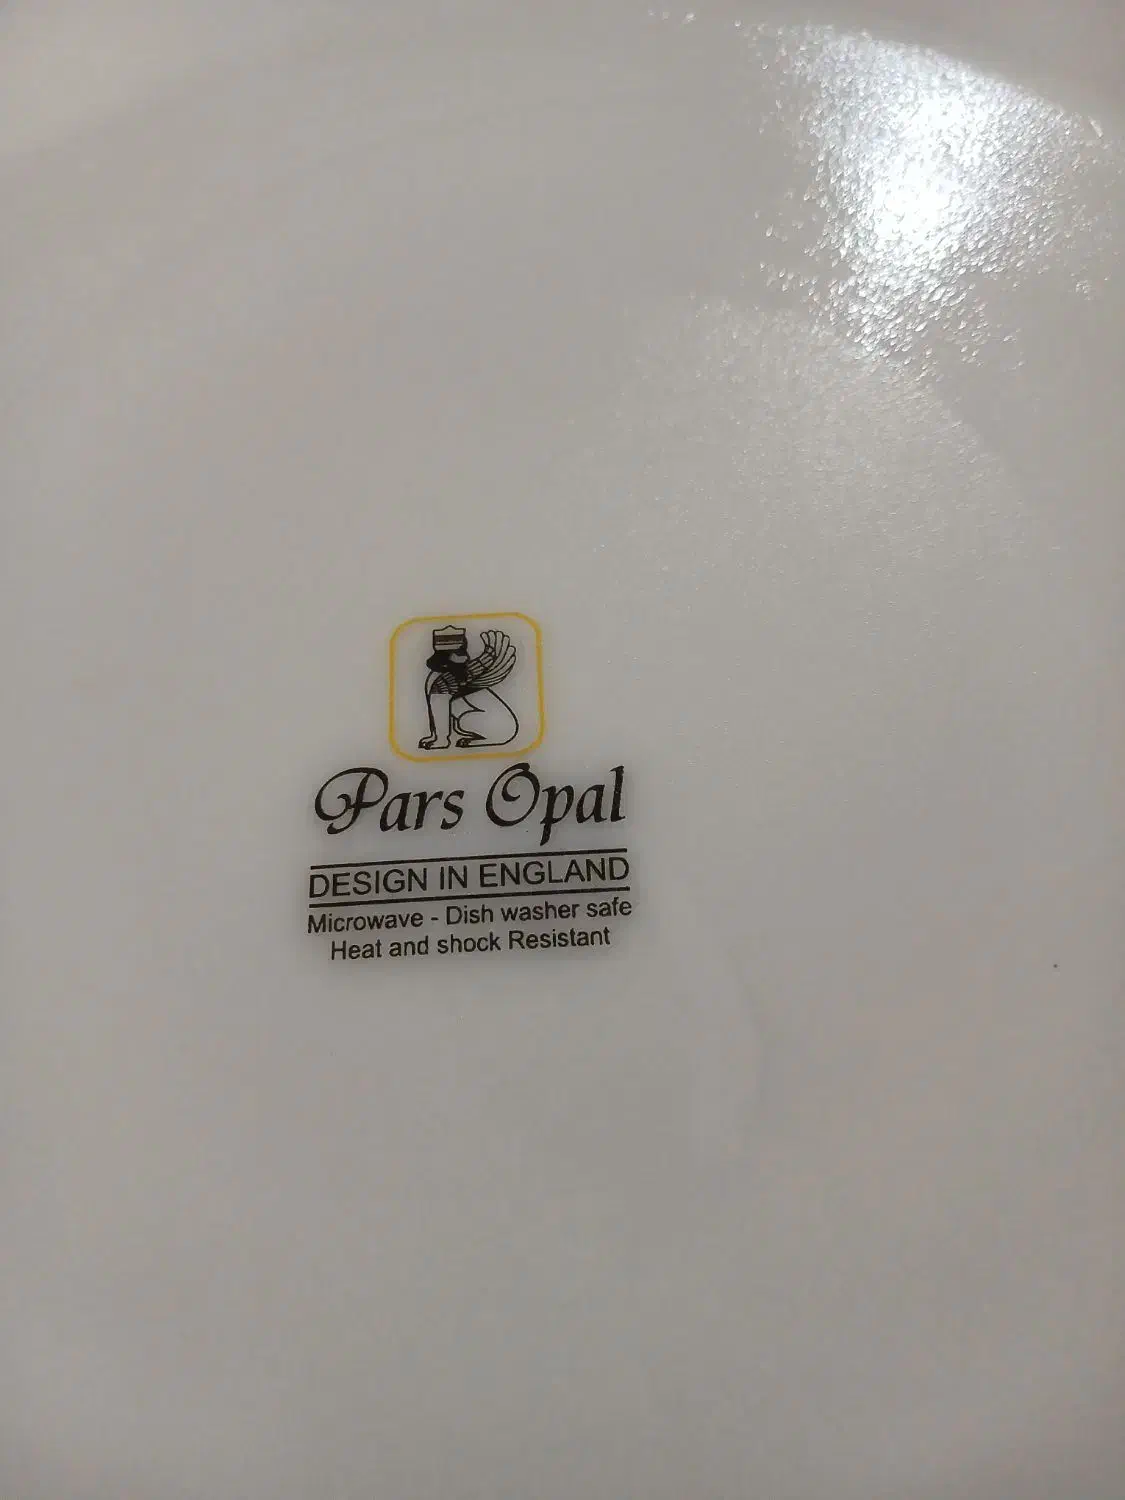 Pars Opal
DESIGN IN ENGLAND
Microwave - Dish washer safe
Heat and shock Resistant